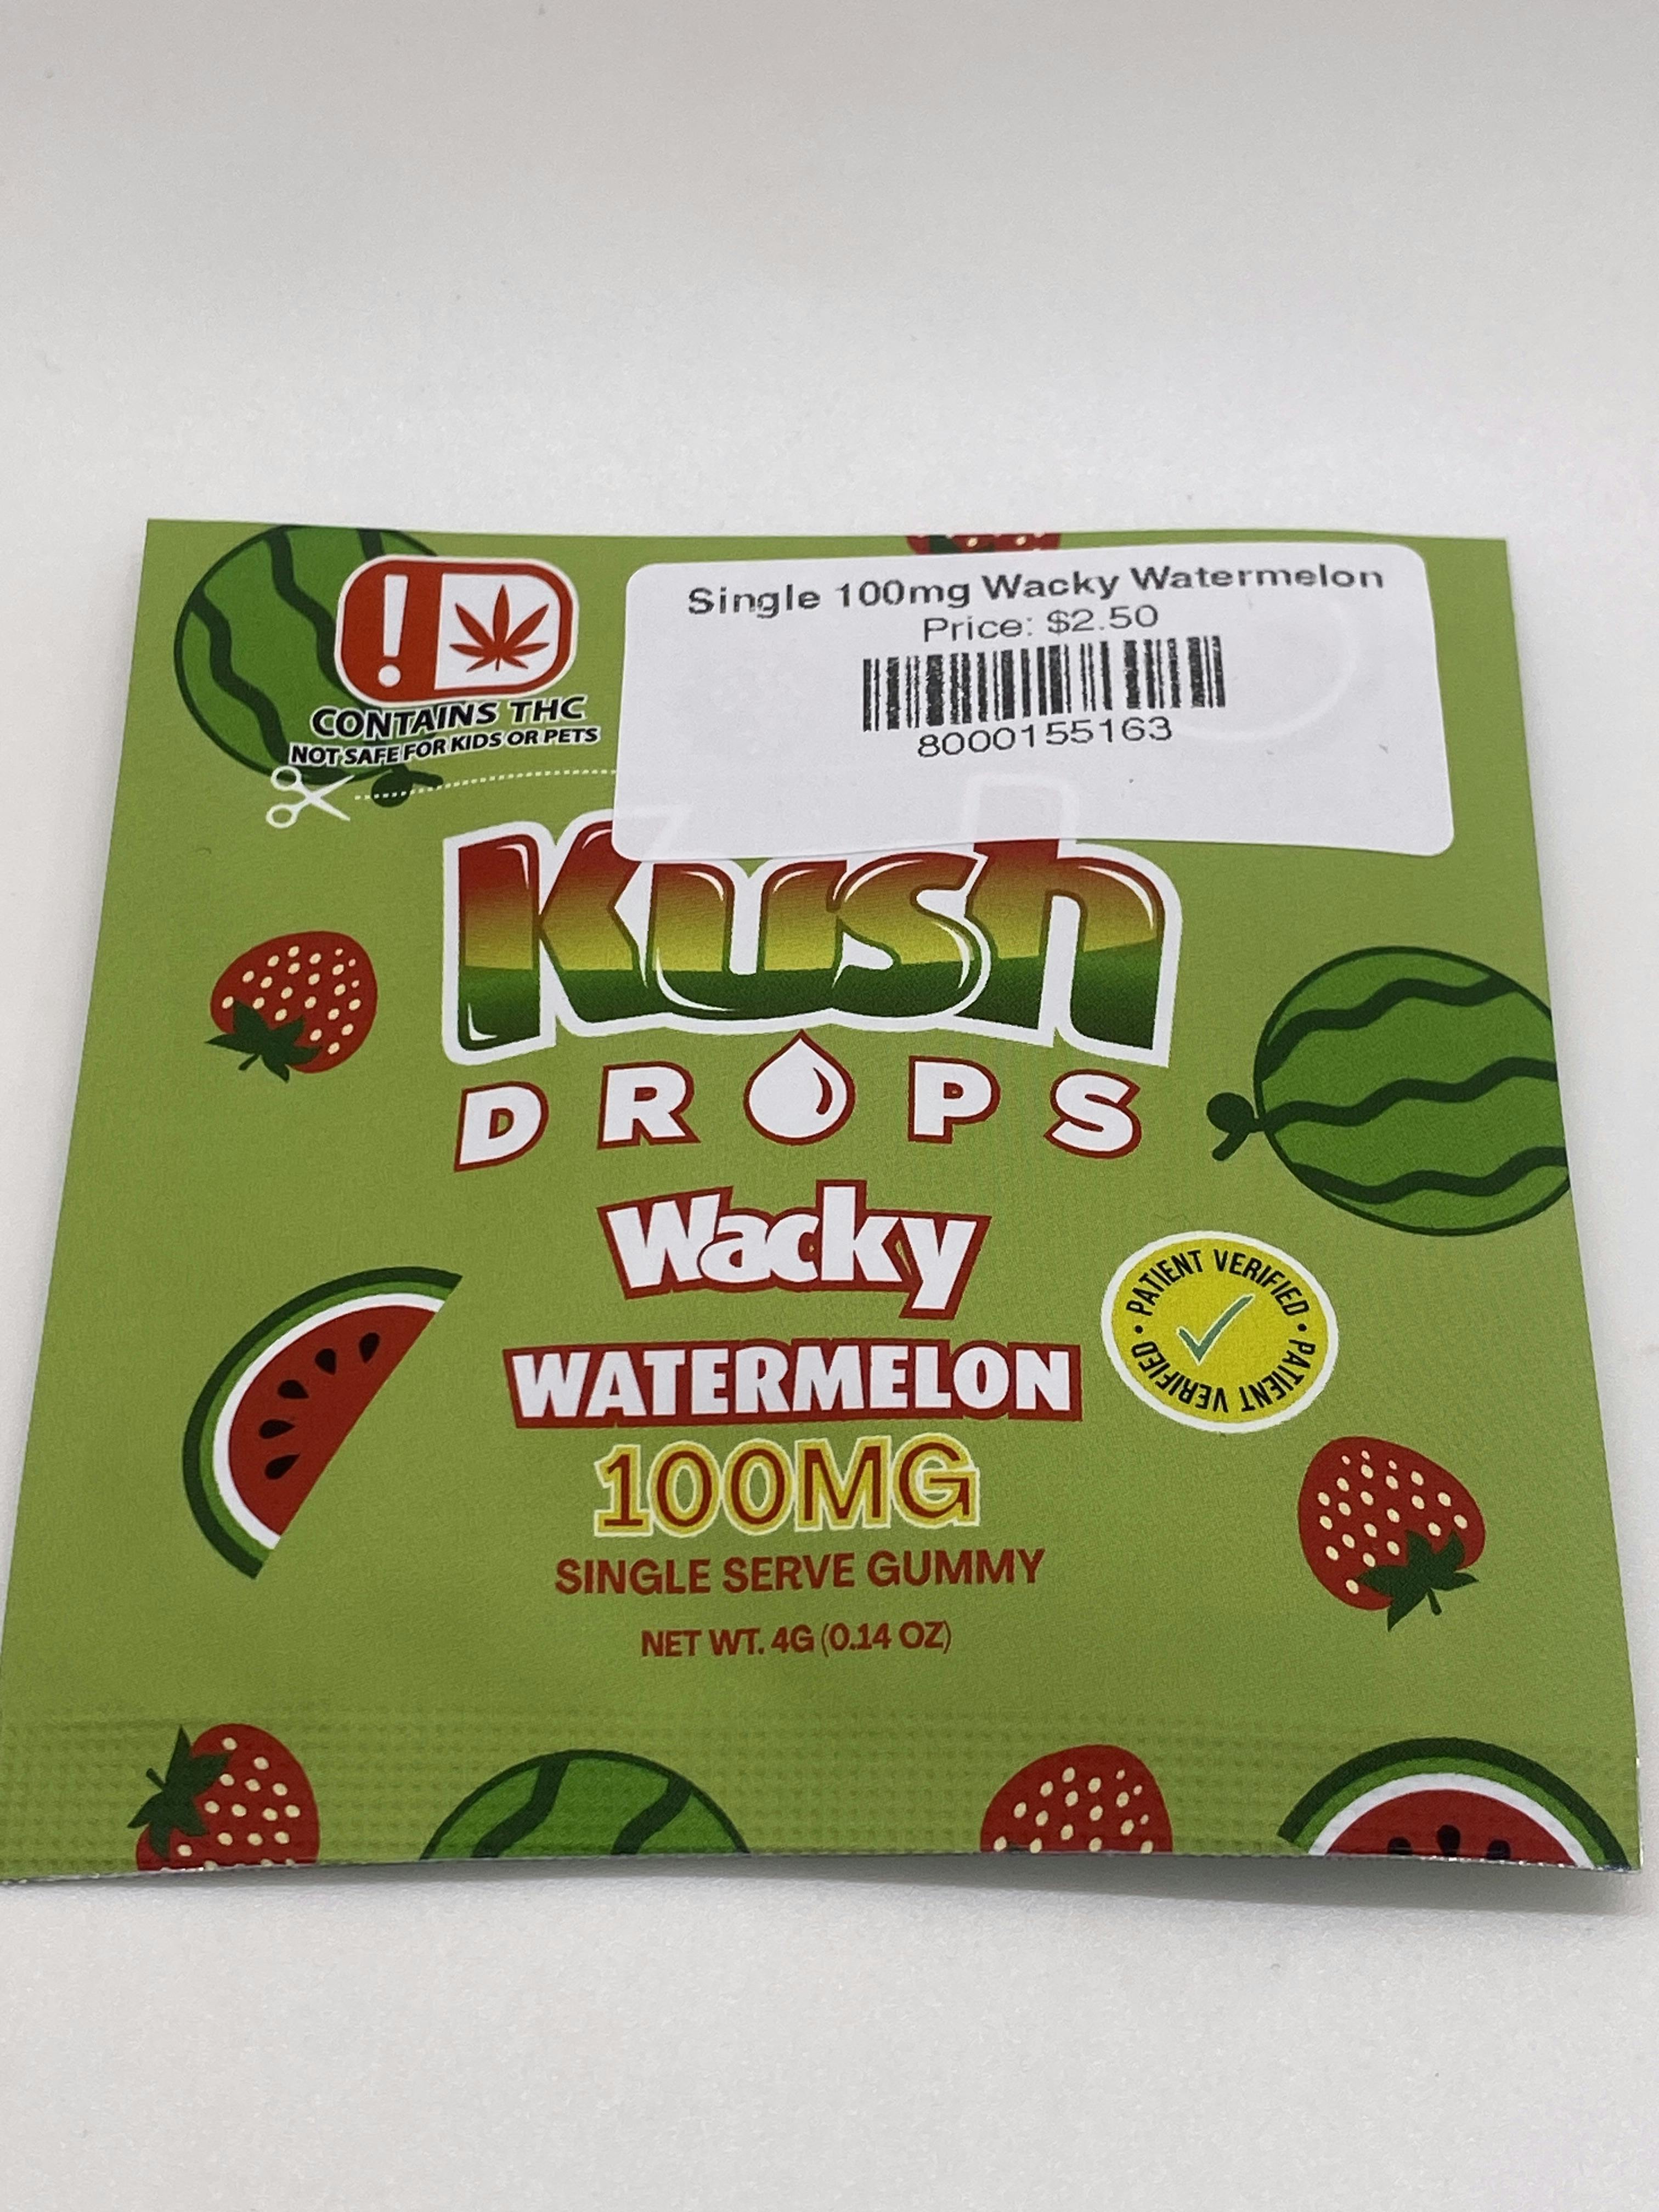 Single 100mg Wacky Watermelon
Price: $2.50
8000155163
!
CONTAINS THC
NOT SAFE FOR KIDS OR PETS
Kush
DROPS
Wacky
WATERMELON
PATIENT VERIFIED • PATIENT VERIFIED •
100MG
SINGLE SERVE GUMMY
NET WT. 4G (0.14 OZ)